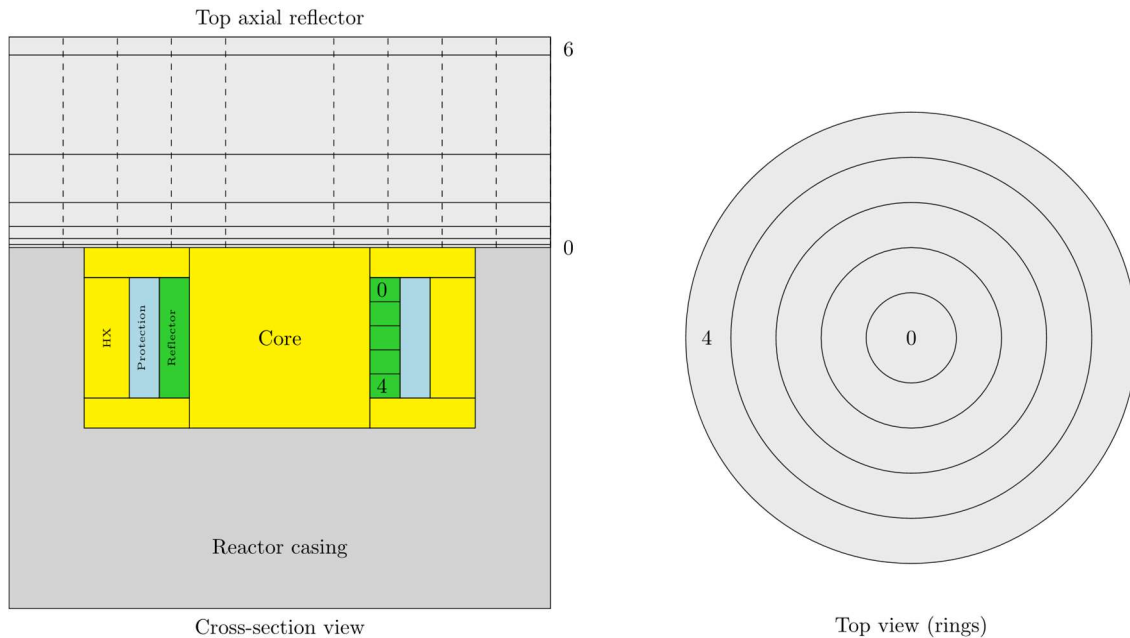 Top axial reflector
6
0
HX
Protection
Reflector
Core
0
4
Reactor casing
Cross-section view
4
0
Top view (rings)